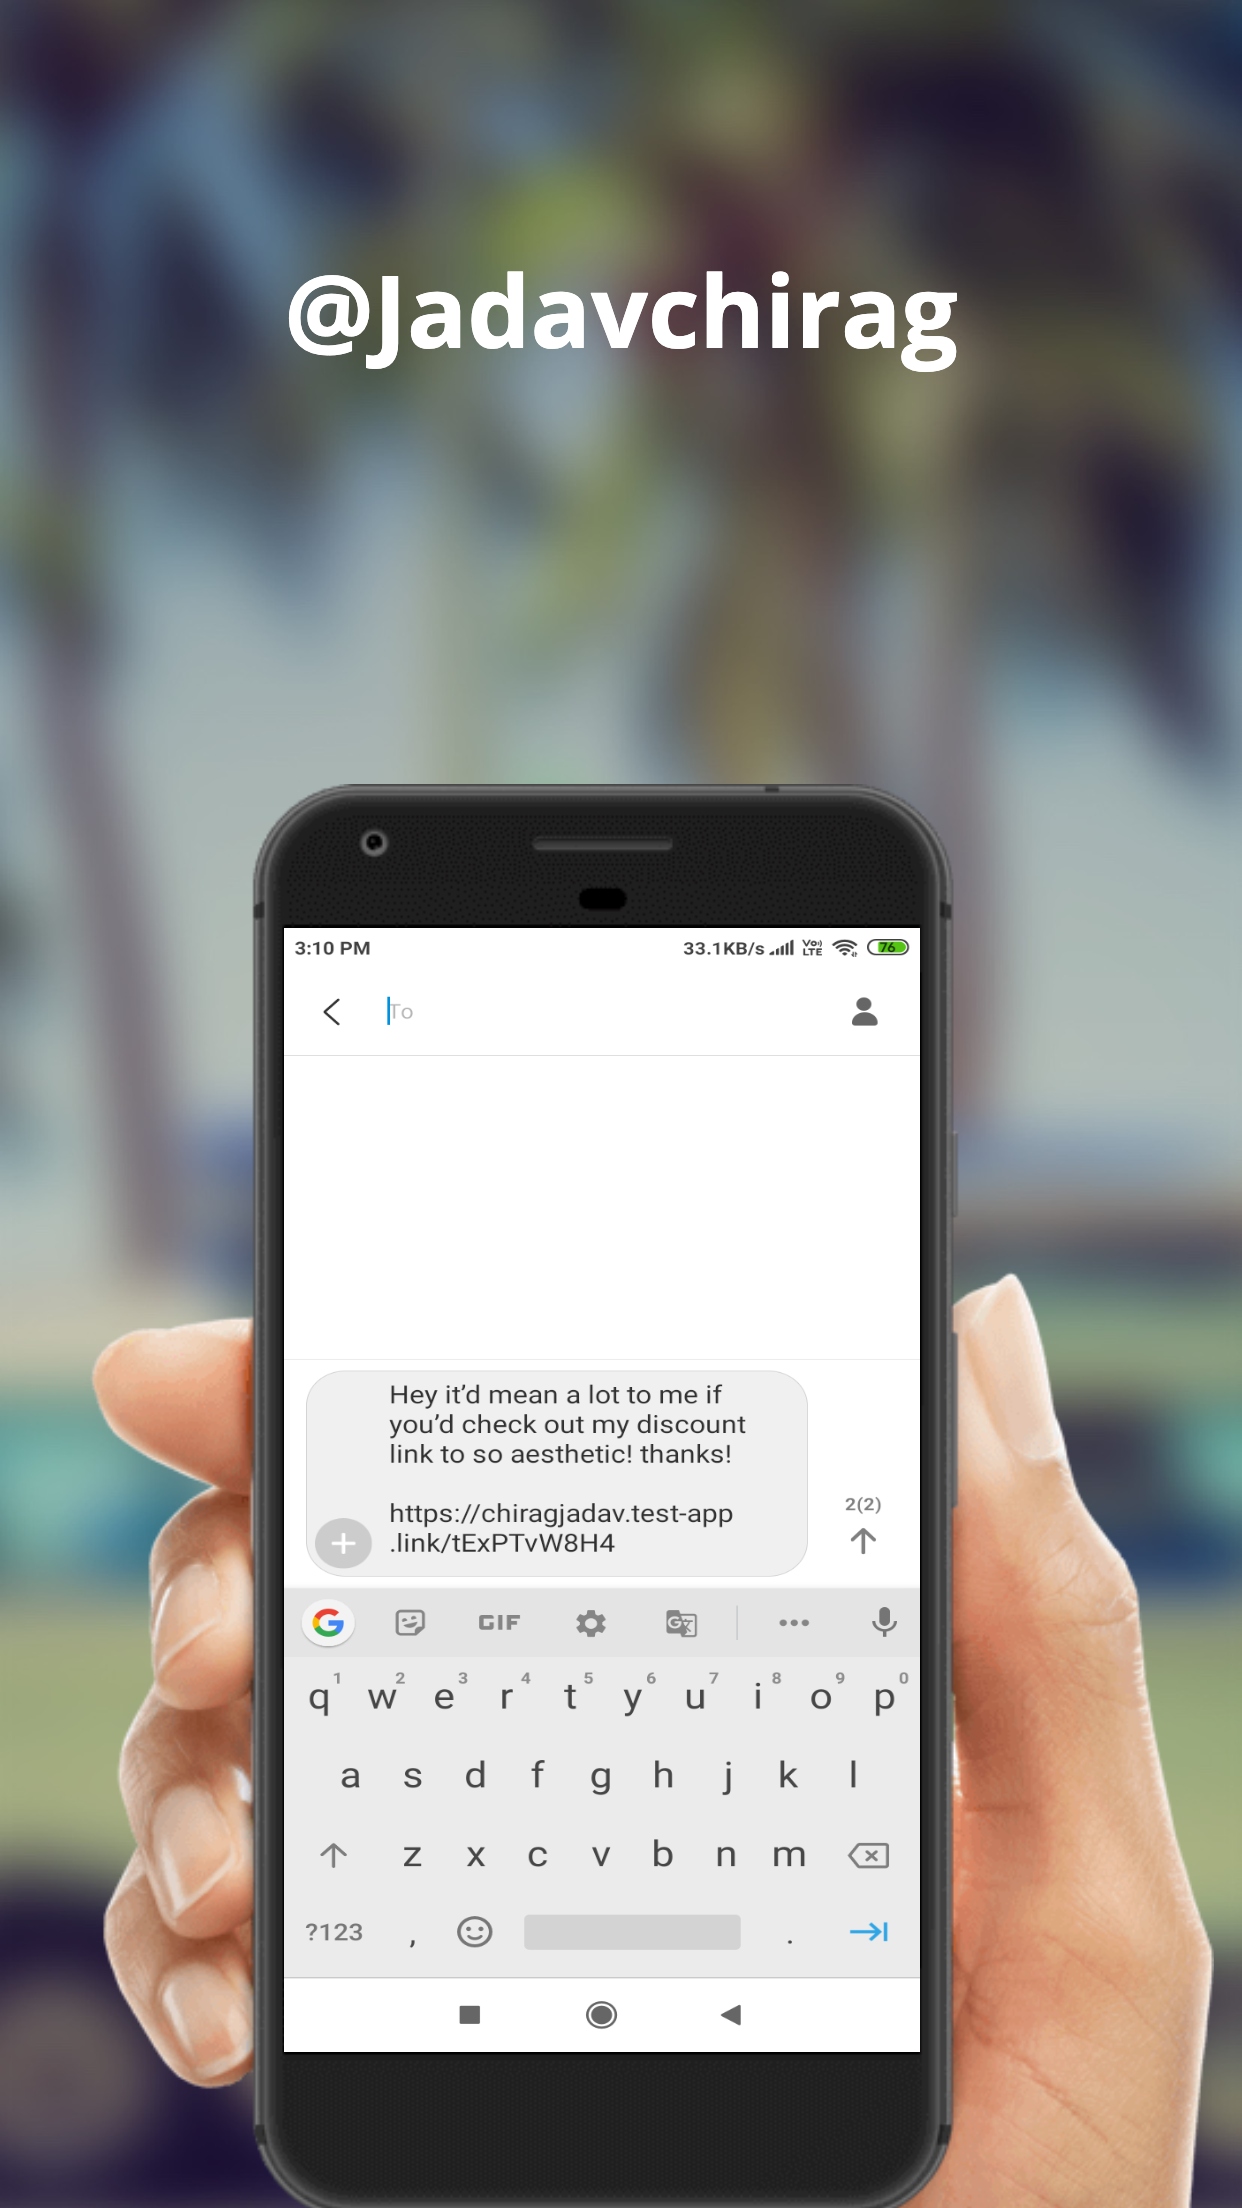 @Jadavchirag
3:10 PM 33.1KB/s Vo) LTE 76
To
Hey it’d mean a lot to me if
you’d check out my discount
link to so aesthetic! thanks!
https://chiragjadav.test-app
.link/tExPTvW8H4
2(2)
G GIF G
1 2 3 4 5 6 7 8 9 0
q w e r t y u i o p
a s d f g h j k l
z x c v b n m
?123 , .